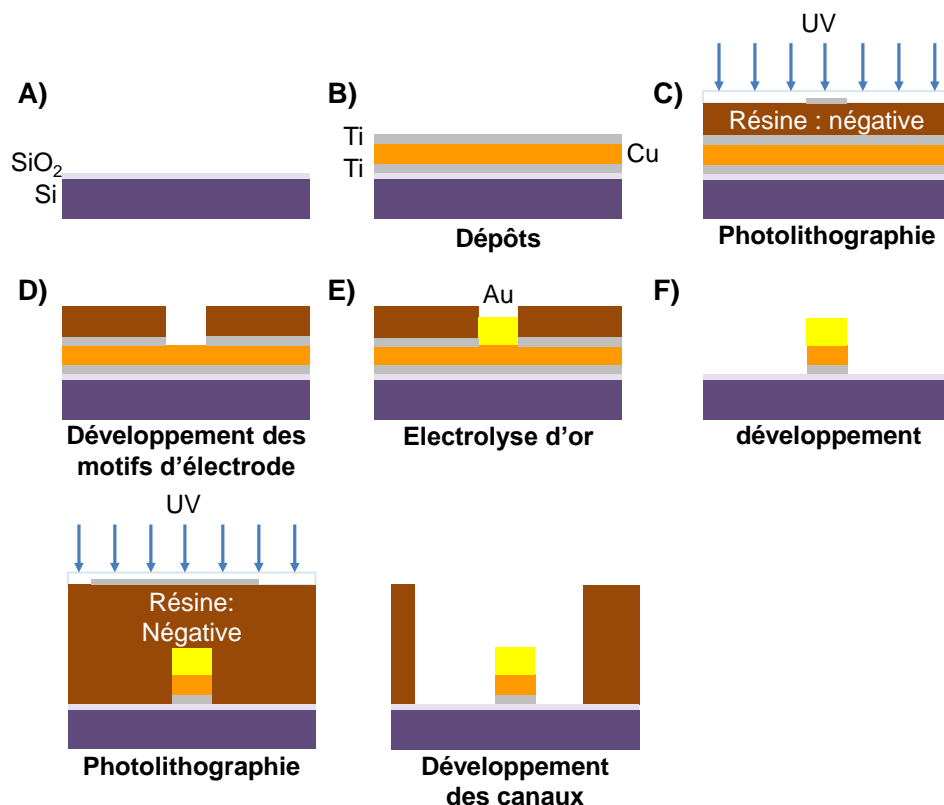 A)
SiO₂
Si
B)
Ti
Ti
Cu
Dépôts
C)
UV
Résine : négative
Photolithographie
D)
Développement des
motifs d'électrode
E)
Au
Electrolyse d'or
F)
développement
UV
Résine:
Négative
Photolithographie
Développement
des canaux